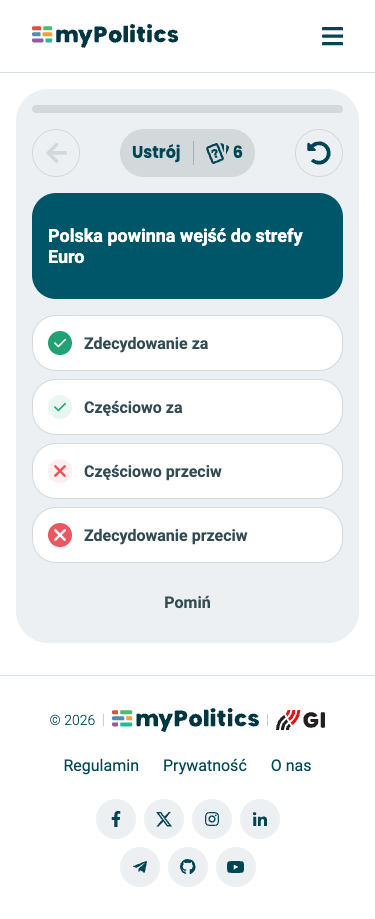 myPolitics
Ustrój
6
Polska powinna wejść do strefy
Euro
Zdecydowanie za
Częściowo za
Częściowo przeciw
Zdecydowanie przeciw
Pomiń
© 2026 myPolitics GI
Regulamin Prywatność O nas